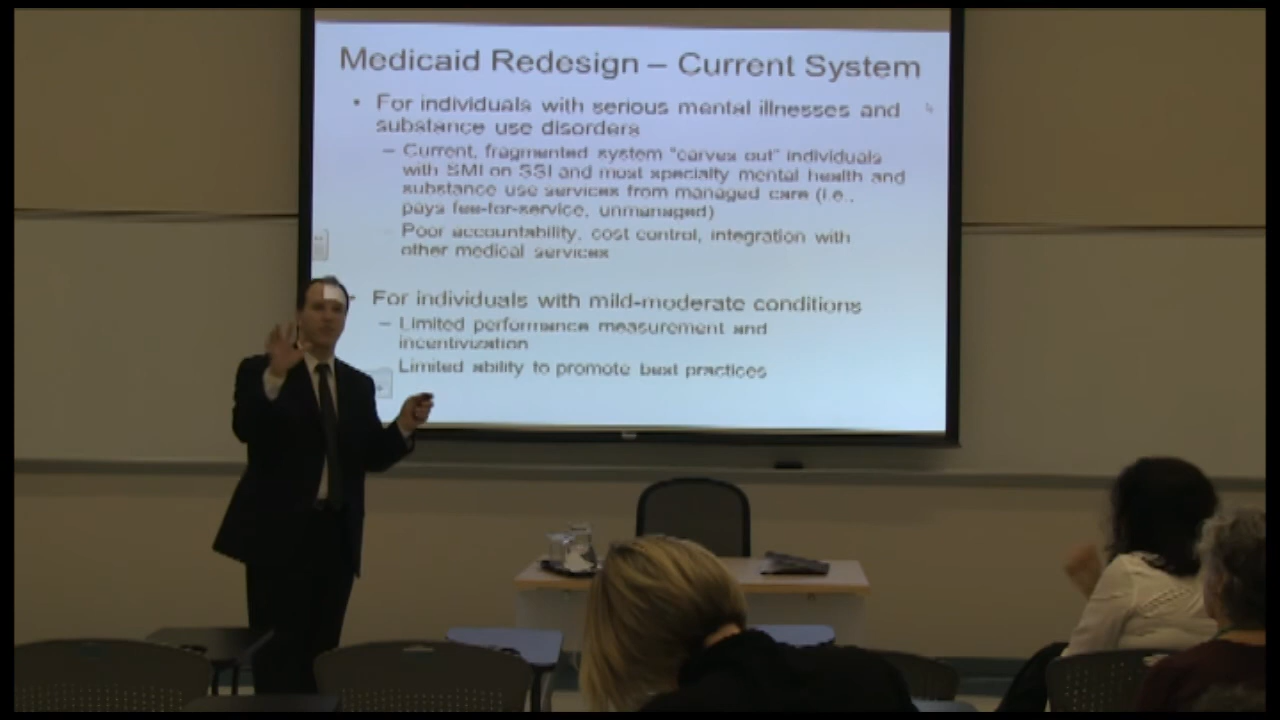 Medicaid Redesign – Current System
• For individuals with serious mental illnesses and
substance use disorders
– Current, fragmented system "carves out" individuals
with SMI on SSI and most specialty mental health and
substance use services from managed care (i.e.,
pays fee-for-service, unmanaged)
Poor accountability, cost control, integration with
other medical services
• For individuals with mild-moderate conditions
– Limited performance measurement and
incentivization
Limited ability to promote best practices